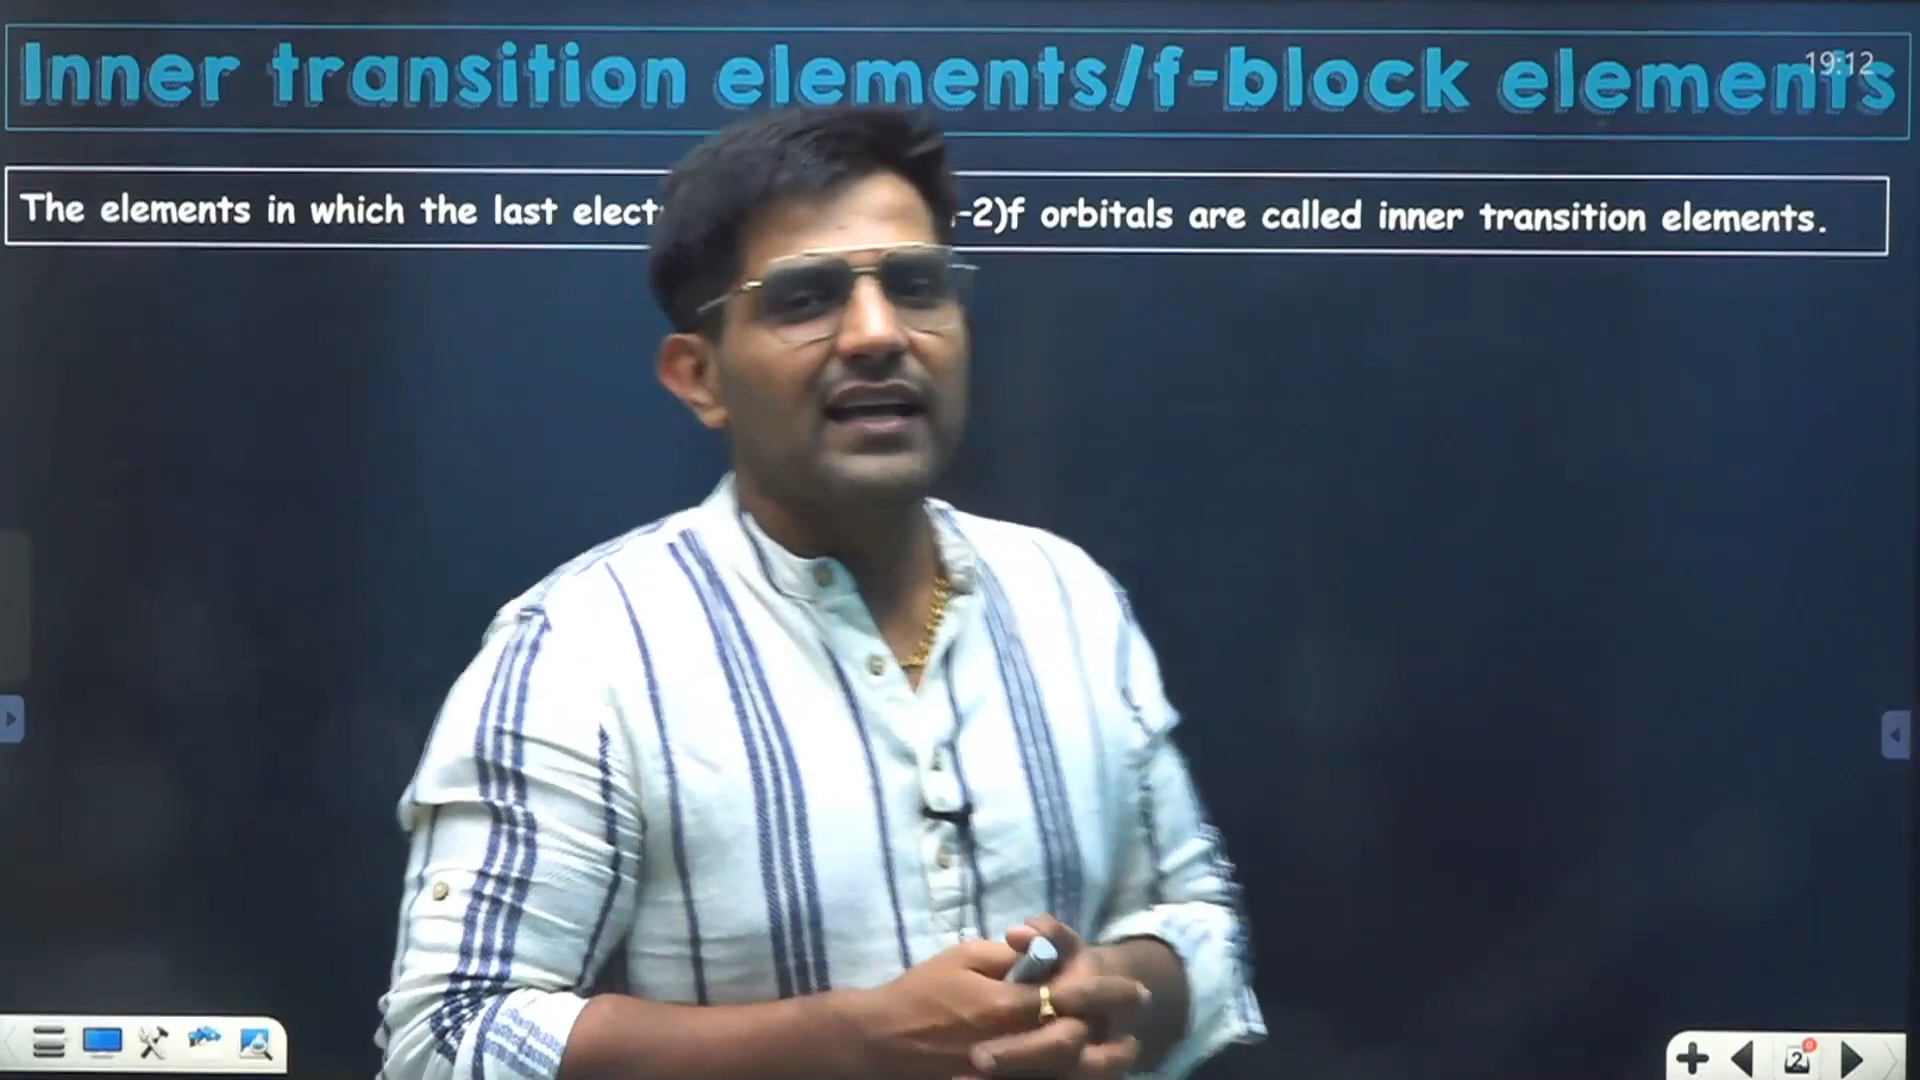 Inner transition elements/f-block elements
19:12
The elements in which the last -2)f orbitals are called inner transition elements.
2